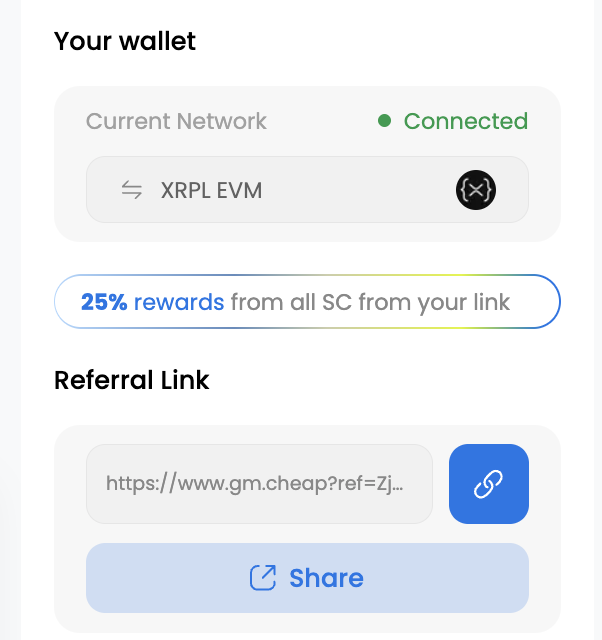 Your wallet
Current Network
Connected
XRPL EVM
25% rewards from all SC from your link
Referral Link
https://www.gm.cheap?ref=Zj...
Share